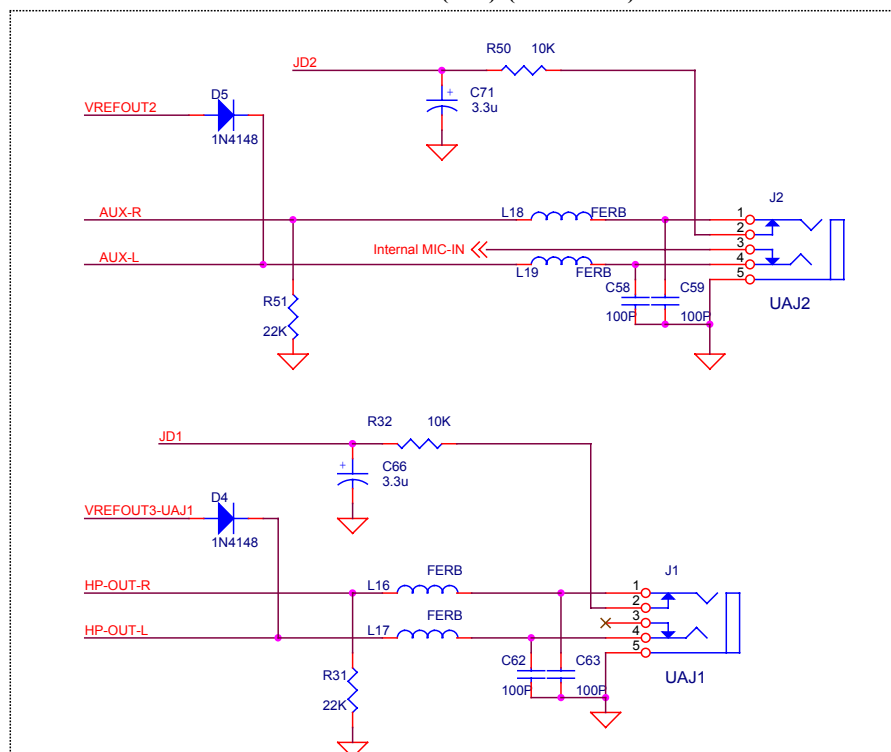 R50 10K
JD2
D5
C71
+
3.3u
VREFOUT2
1N4148
J2
AUX-R
L18 FERB
1
2
Internal MIC-IN
3
AUX-L
4
L19 FERB
5
C58 C59
R51
UAJ2
100P 100P
22K
R32 10K
JD1
+
C66
3.3u
D4
VREFOUT3-UAJ1
1N4148
FERB
J1
HP-OUT-R
L16
1
2
FERB
3
HP-OUT-L
L17
4
5
C62 C63
R31
UAJ1
100P 100P
22K